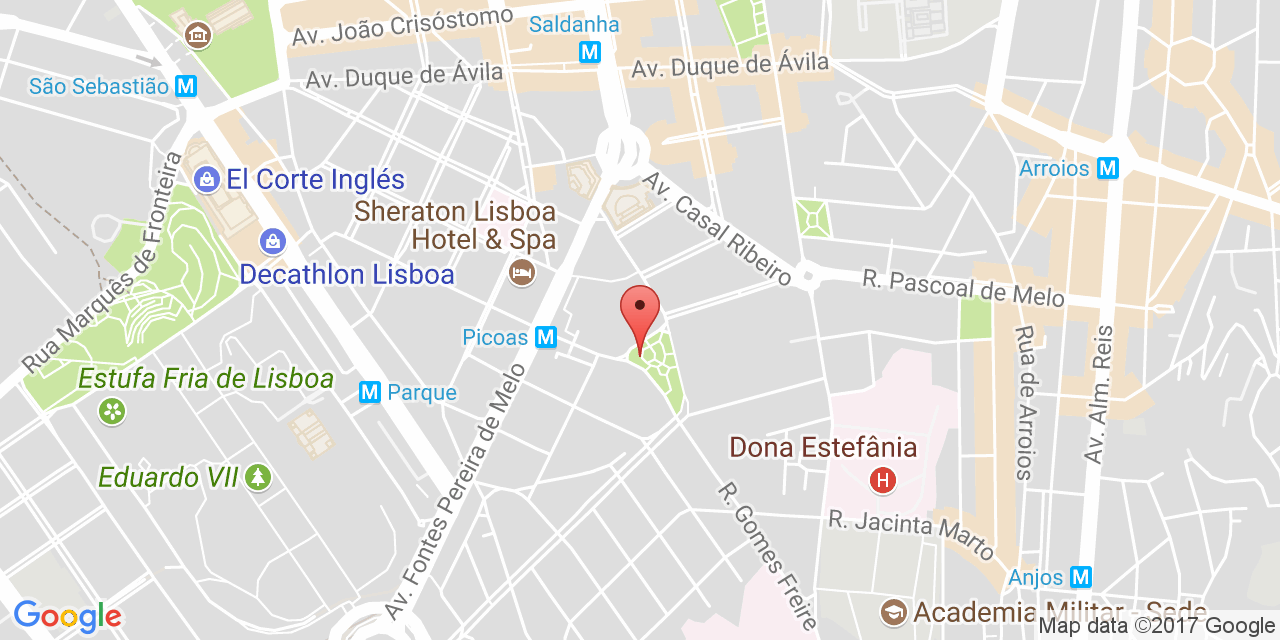 Av. João Crisóstomo
Saldanha
M
Av. Duque de Ávila
Av. Duque de Ávila
São Sebastião M
Arroios M
El Corte Inglés
Rua Marquês de Fronteira
Av. Casal Ribeiro
Sheraton Lisboa
Hotel & Spa
Decathlon Lisboa
R. Pascoal de Melo
Picoas M
Estufa Fria de Lisboa
M Parque
Av. Fontes Pereira de Melo
Rua de Arroios
Av. Alm. Reis
Dona Estefânia
H
Eduardo VII
R. Gomes Freire
R. Jacinta Marto
Anjos M
Academia Militar - Sede
Google
Map data ©2017 Google